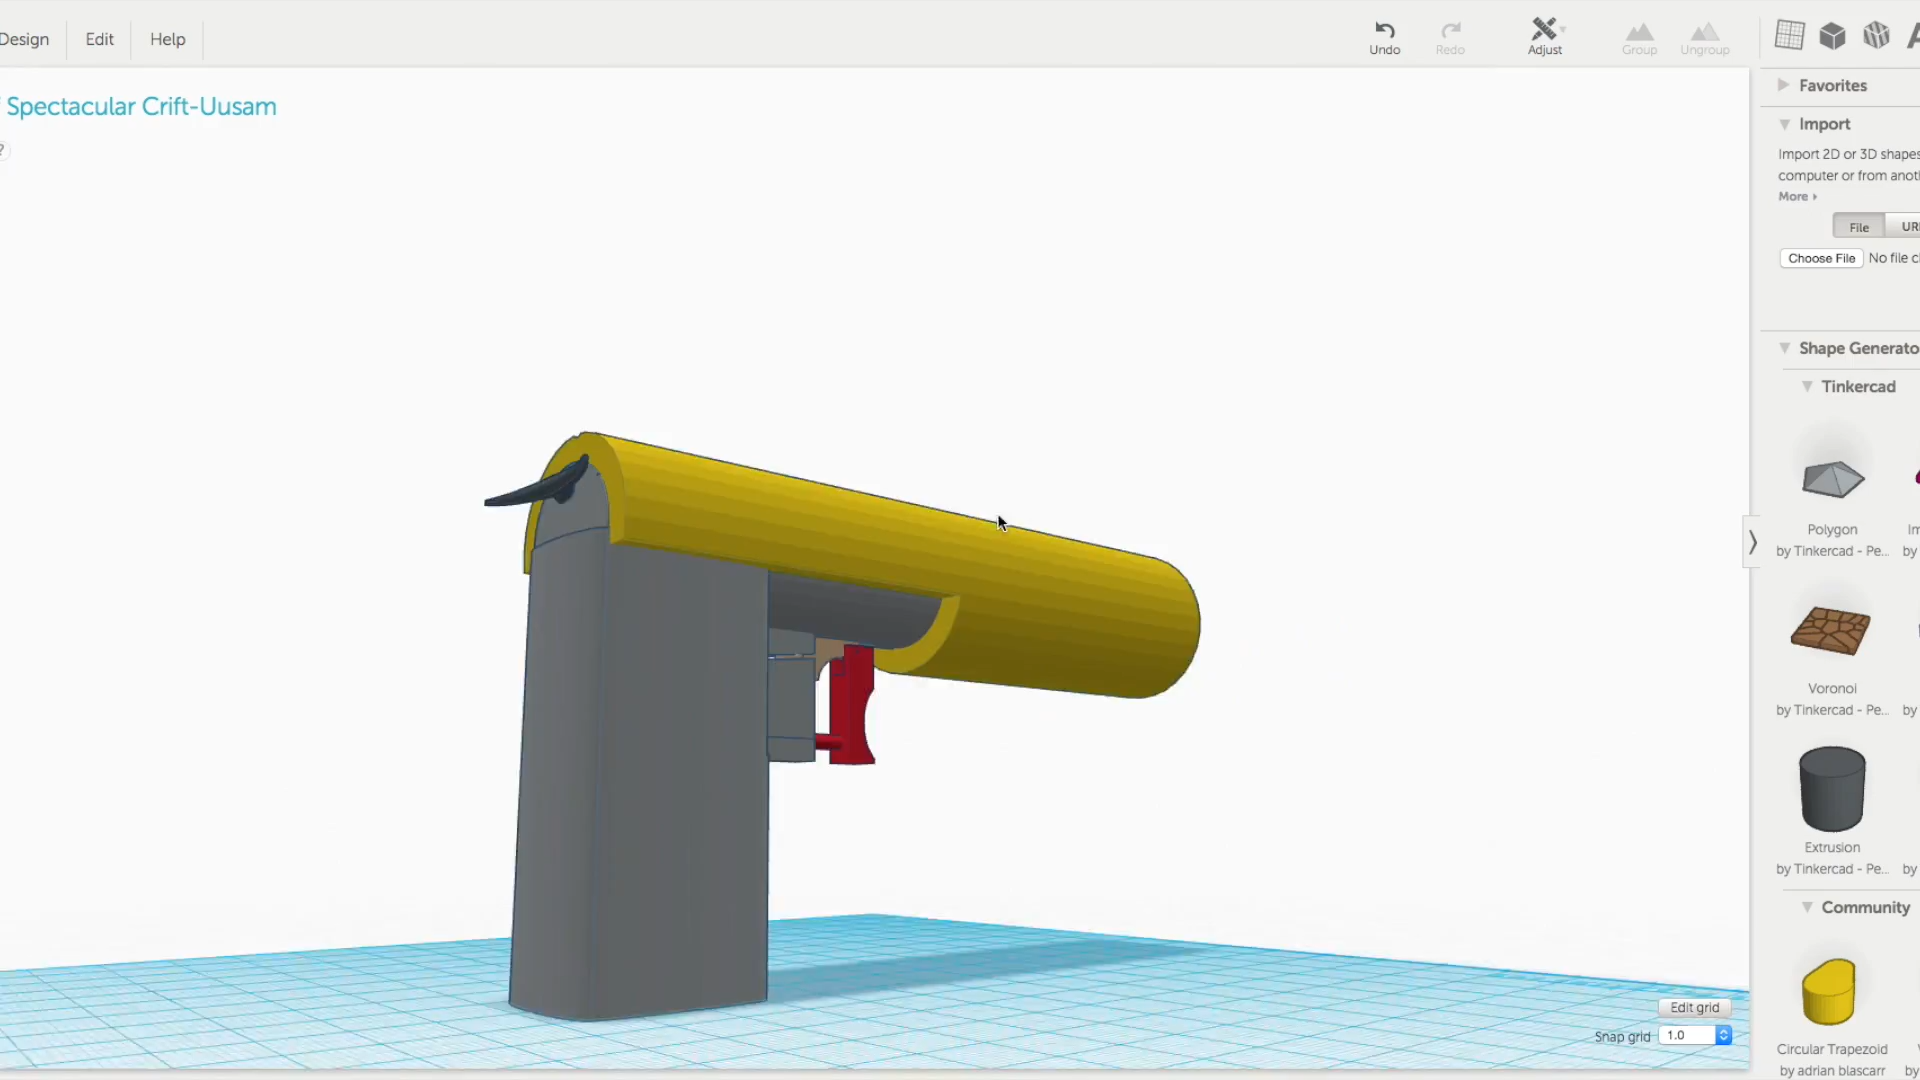 Design
Edit
Help
Undo
Redo
Adjust
Group
Ungroup
Spectacular Crift-Uusam
?
Favorites
Import
Import 2D or 3D shapes
computer or from anot
More
File
UR
Choose File No file c
Shape Generato
Tinkercad
Polygon
by Tinkercad - Pe...
by
Voronoi
by Tinkercad - Pe...
by
Extrusion
by Tinkercad - Pe...
by
Community
Circular Trapezoid
by adrian blascarr
by
Edit grid
Snap grid 1.0